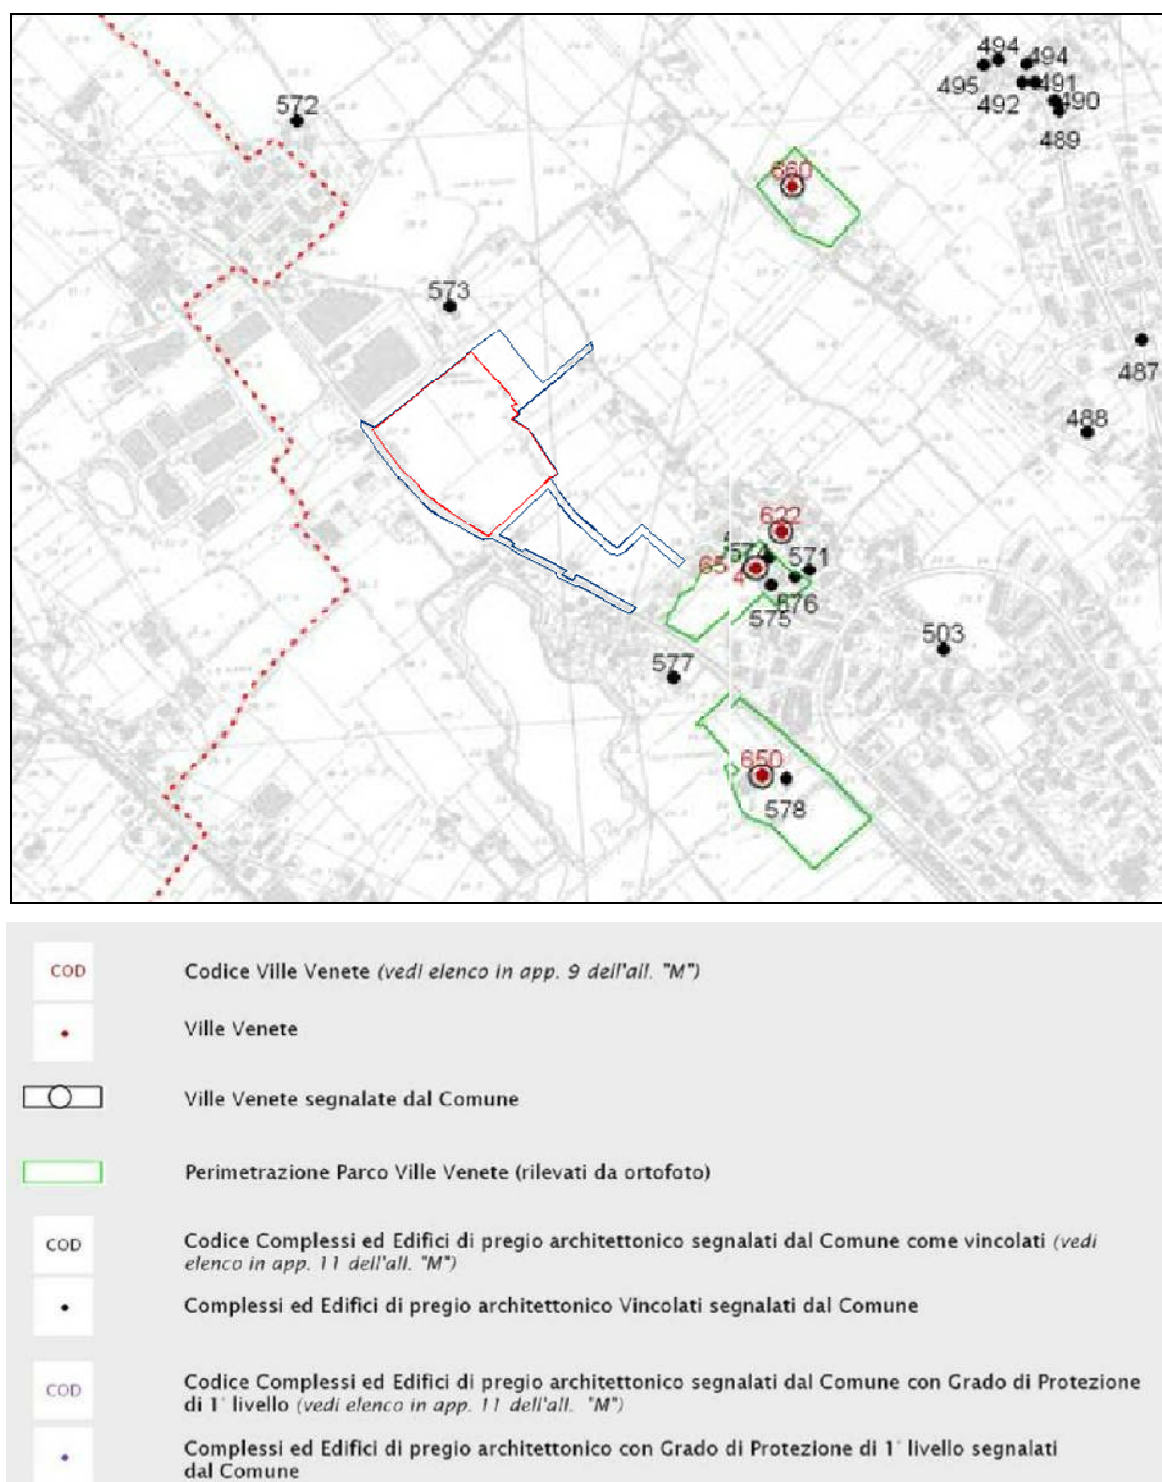 494
494
495
491
492
490
489
572
660
573
487
488
622
571
65
4
676
575
503
577
650
578
COD
Codice Ville Venete (vedi elenco in app. 9 dell'all. "M")
Ville Venete
Ville Venete segnalate dal Comune
Perimetrazione Parco Ville Venete (rilevati da ortofoto)
COD
Codice Complessi ed Edifici di pregio architettonico segnalati dal Comune come vincolati (vedi
elenco in app. 11 dell'all. "M")
Complessi ed Edifici di pregio architettonico Vincolati segnalati dal Comune
COD
Codice Complessi ed Edifici di pregio architettonico segnalati dal Comune con Grado di Protezione
di 1° livello (vedi elenco in app. 11 dell'all. "M")
Complessi ed Edifici di pregio architettonico con Grado di Protezione di 1° livello segnalati
dal Comune